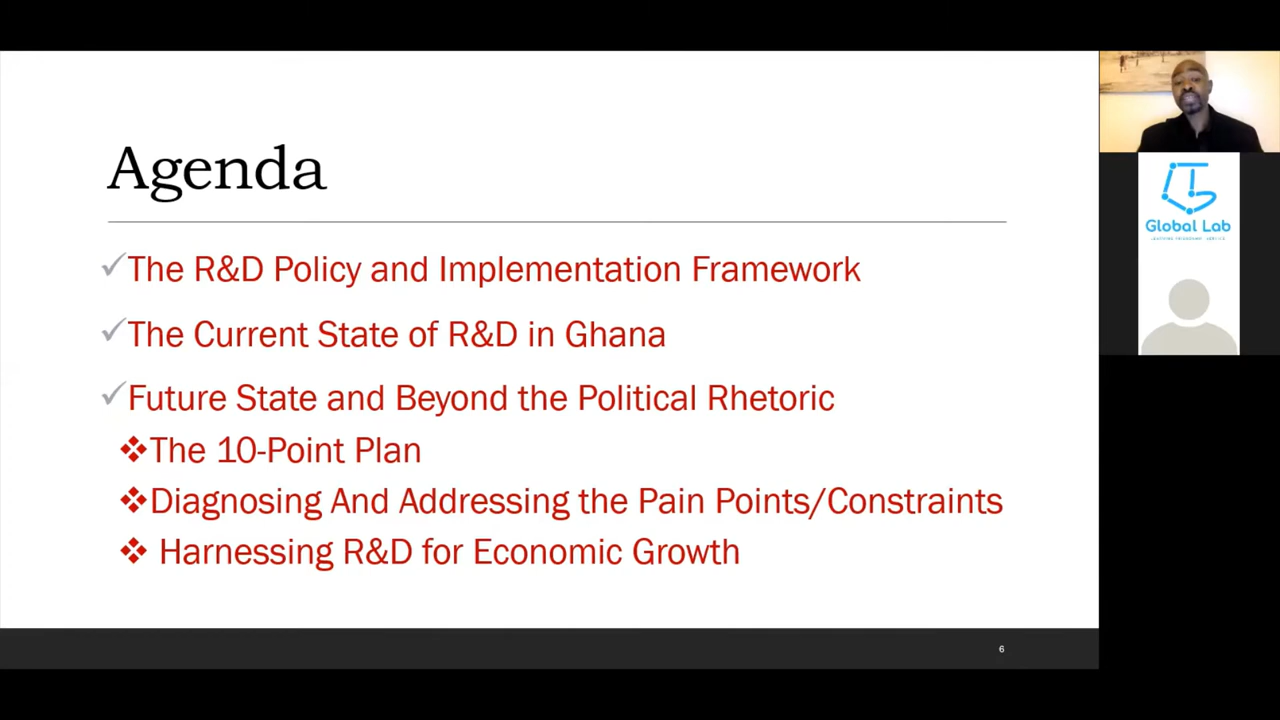 Agenda
The R&D Policy and Implementation Framework
The Current State of R&D in Ghana
Future State and Beyond the Political Rhetoric
The 10-Point Plan
Diagnosing And Addressing the Pain Points/Constraints
Harnessing R&D for Economic Growth
6
Global Lab